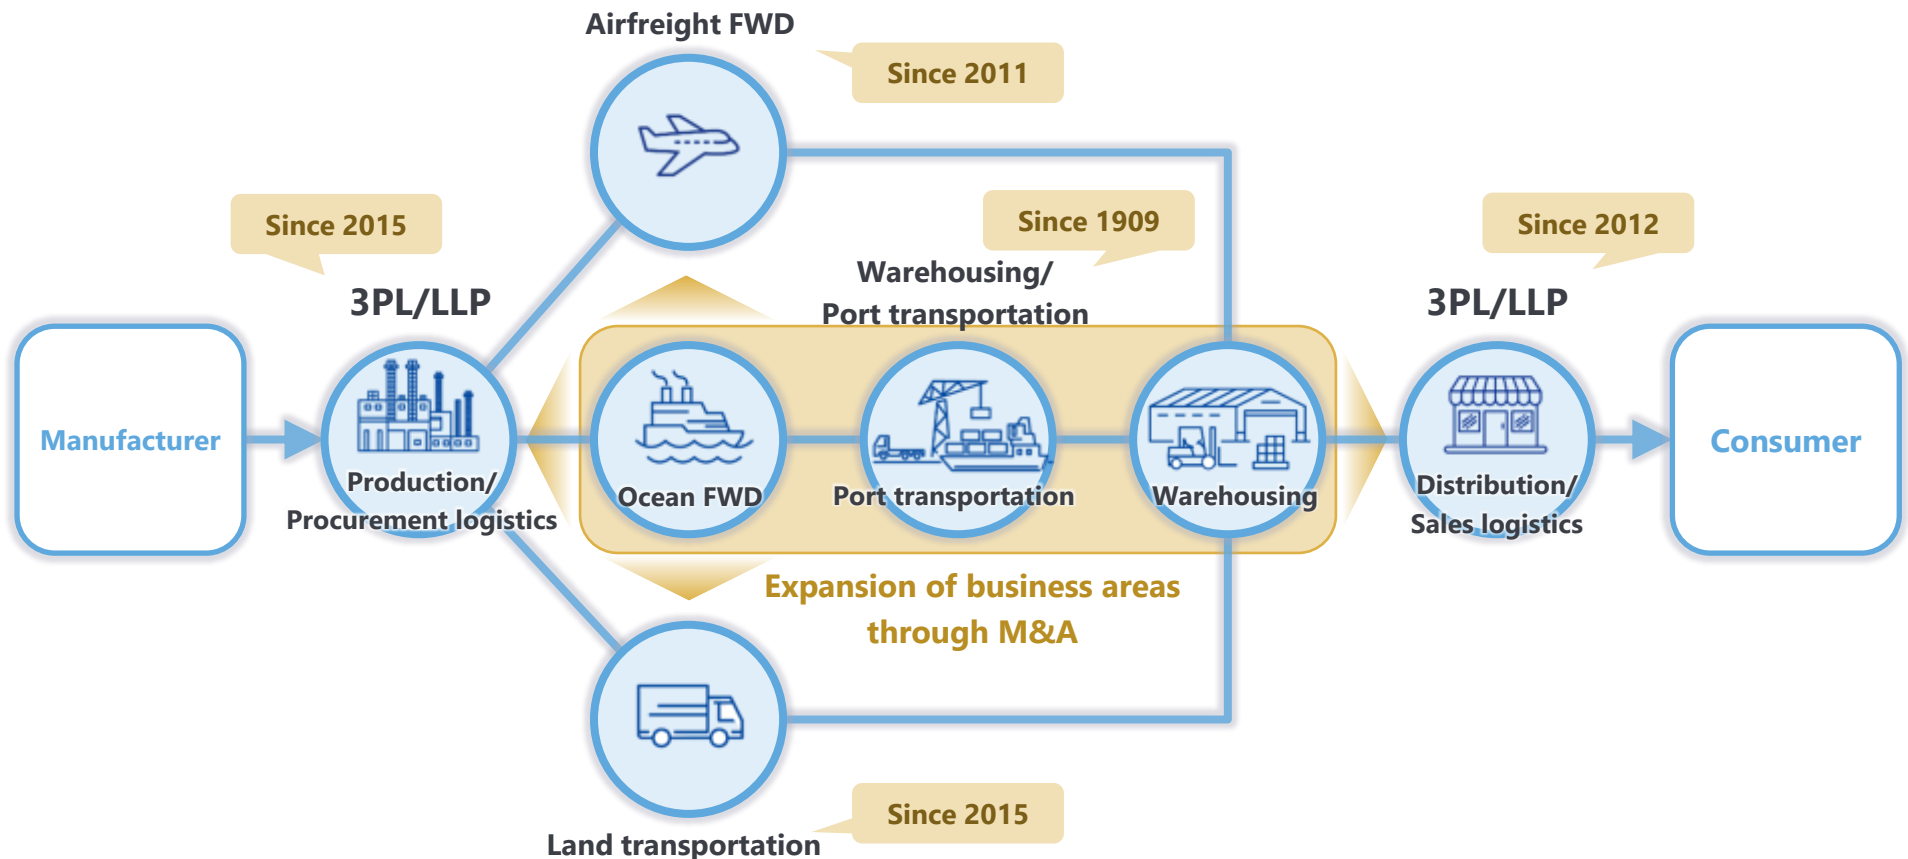 Airfreight FWD
Since 2011
Since 2015
Since 1909
Since 2012
3PL/LLP
Warehousing/
Port transportation
3PL/LLP
Manufacturer
Production/
Procurement logistics
Ocean FWD
Port transportation
Warehousing
Distribution/
Sales logistics
Consumer
Expansion of business areas
through M&A
Since 2015
Land transportation